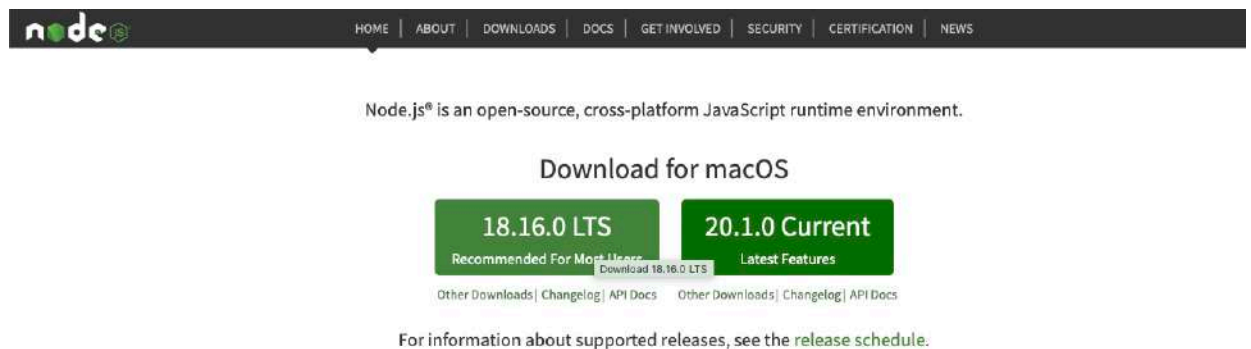 node JS
HOME | ABOUT | DOWNLOADS | DOCS | GET INVOLVED | SECURITY | CERTIFICATION | NEWS
Node.js® is an open-source, cross-platform JavaScript runtime environment.
Download for macOS
18.16.0 LTS
Recommended For Most Users
Download 18.16.0 LTS
20.1.0 Current
Latest Features
Other Downloads | Changelog | API Docs
Other Downloads | Changelog | API Docs
For information about supported releases, see the release schedule.